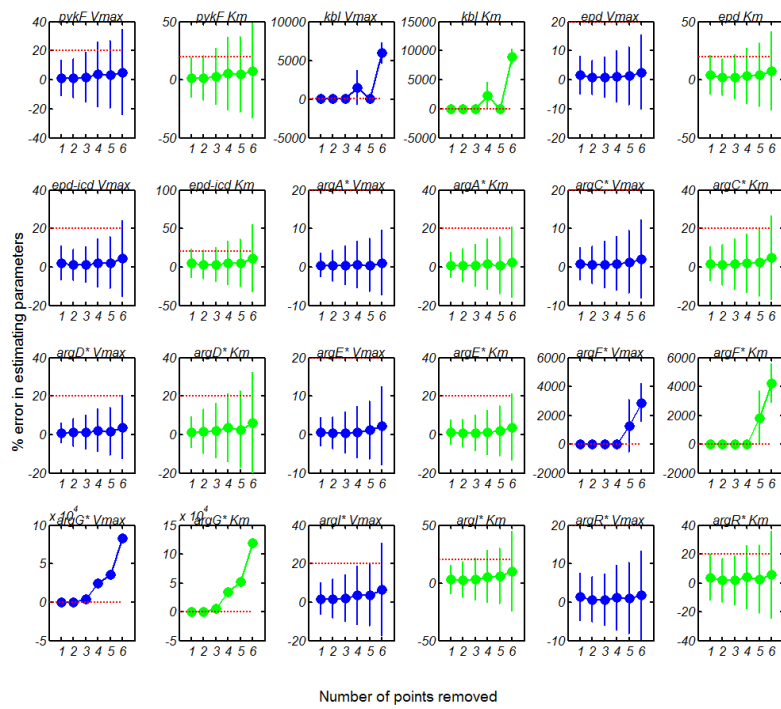 pykF Vmax
pykF Km
kbl Vmax
kbl Km
epd Vmax
epd Km
40
20
0
-20
-40
1 2 3 4 5 6
50
0
-50
1 2 3 4 5 6
10000
5000
0
-5000
1 2 3 4 5 6
15000
10000
5000
0
-5000
1 2 3 4 5 6
20
10
0
-10
-20
1 2 3 4 5 6
50
0
-50
1 2 3 4 5 6
epd-icd Vmax
epd-icd Km
argA* Vmax
argA* Km
argC* Vmax
argC* Km
40
20
0
-20
1 2 3 4 5 6
100
50
0
-50
1 2 3 4 5 6
20
10
0
-10
1 2 3 4 5 6
40
20
0
-20
1 2 3 4 5 6
20
10
0
-10
1 2 3 4 5 6
40
20
0
-20
1 2 3 4 5 6
% error in estimating parameters
argD* Vmax
argD* Km
argE* Vmax
argE* Km
argF* Vmax
argF* Km
40
20
0
-20
1 2 3 4 5 6
40
20
0
-20
1 2 3 4 5 6
20
10
0
-10
1 2 3 4 5 6
40
20
0
-20
1 2 3 4 5 6
6000
4000
2000
0
-2000
1 2 3 4 5 6
6000
4000
2000
0
-2000
1 2 3 4 5 6
x 10^4
argG* Vmax
x 10^4
argG* Km
argI* Vmax
argI* Km
argR* Vmax
argR* Km
10
5
0
-5
1 2 3 4 5 6
15
10
5
0
-5
1 2 3 4 5 6
40
20
0
-20
1 2 3 4 5 6
50
0
-50
1 2 3 4 5 6
20
10
0
-10
1 2 3 4 5 6
40
20
0
-20
-40
1 2 3 4 5 6
Number of points removed